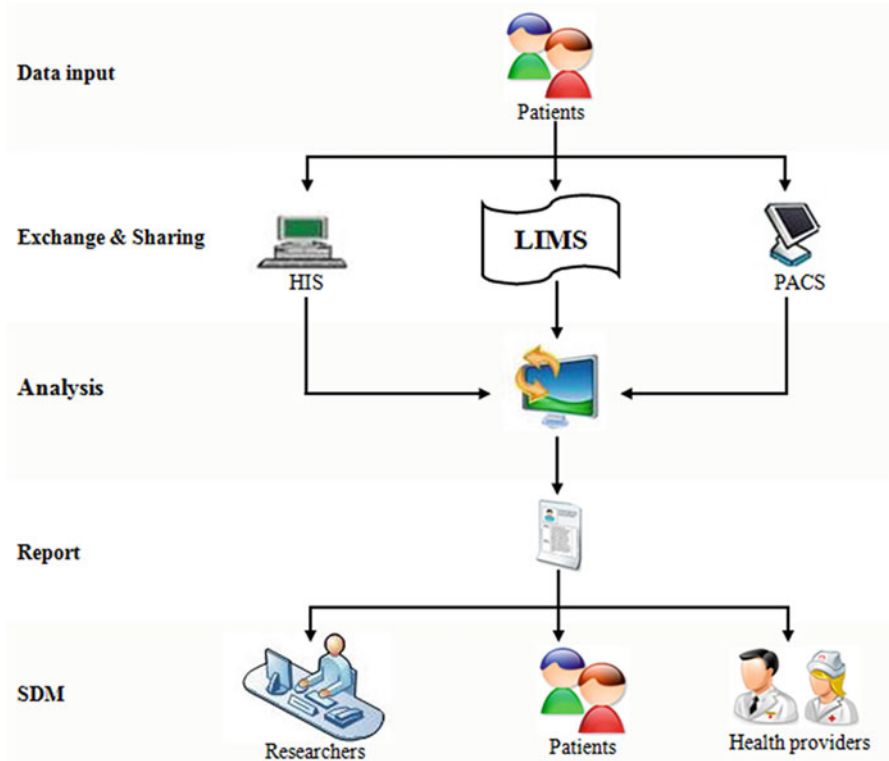 Data input
Patients
Exchange & Sharing
HIS
LIMS
PACS
Analysis
Report
SDM
Researchers
Patients
Health providers